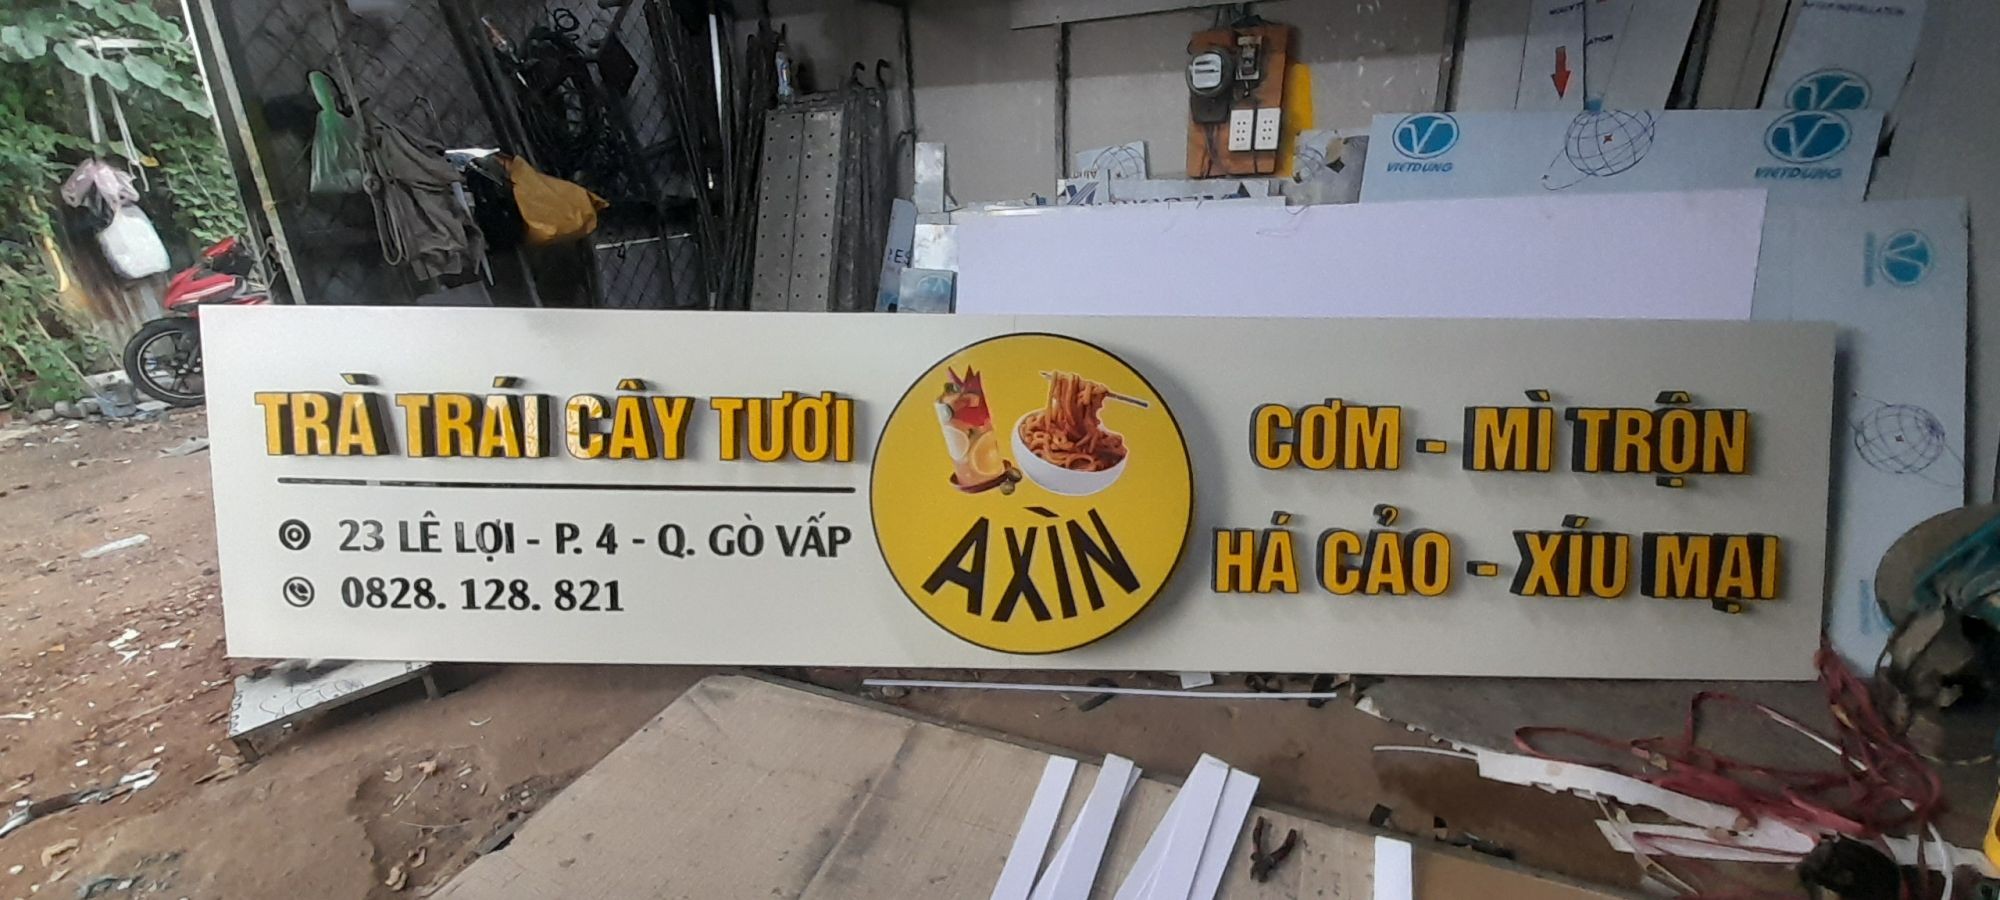 TRÀ TRÁI CÂY TƯƠI
23 LÊ LỢI - P. 4 - Q. GÒ VẤP
0828. 128. 821
AXÌN
CƠM - MÌ TRỘN
HÁ CẢO - XÍU MẠI
VIETDUNG
VIETDUNG